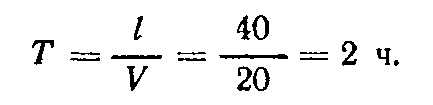 T = l/V = 40/20 = 2 ч.